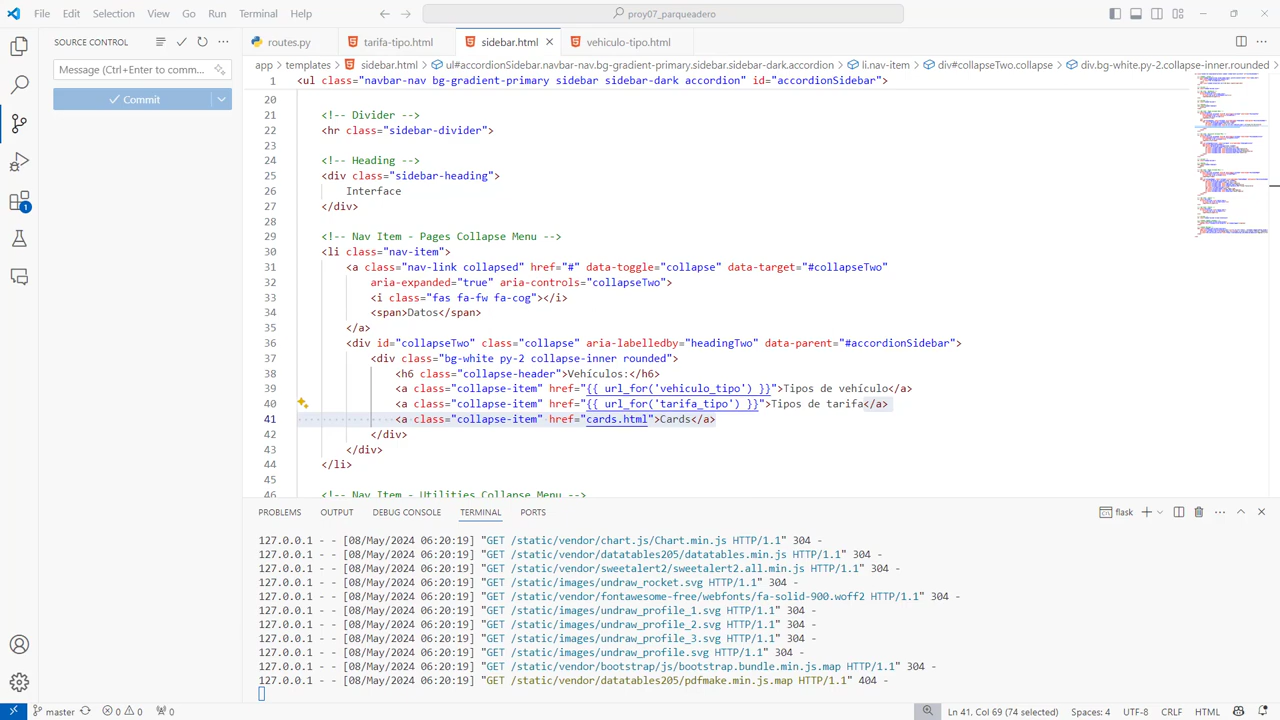 File Edit Selection View Go Run Terminal Help
proy07_parqueadero
SOURCE CONTROL
Message (Ctrl+Enter to comm...
Commit
1
routes.py
tarifa-tipo.html
sidebar.html
vehiculo-tipo.html
app > templates > sidebar.html > ul#accordionSidebar.navbar-nav.bg-gradient-primary.sidebar.sidebar-dark.accordion > li.nav-item > div#collapseTwo.collapse > div.bg-white.py-2.collapse-inner.rounded
1 <ul class="navbar-nav bg-gradient-primary sidebar sidebar-dark accordion" id="accordionSidebar">
20
21 <!-- Divider -->
22 <hr class="sidebar-divider">
23
24 <!-- Heading -->
25 <div class="sidebar-heading">
26 Interface
27 </div>
28
29 <!-- Nav Item - Pages Collapse Menu -->
30 <li class="nav-item">
31 <a class="nav-link collapsed" href="#" data-toggle="collapse" data-target="#collapseTwo"
32 aria-expanded="true" aria-controls="collapseTwo">
33 <i class="fas fa-fw fa-cog"></i>
34 <span>Datos</span>
35 </a>
36 <div id="collapseTwo" class="collapse" aria-labelledby="headingTwo" data-parent="#accordionSidebar">
37 <div class="bg-white py-2 collapse-inner rounded">
38 <h6 class="collapse-header">Vehículos:</h6>
39 <a class="collapse-item" href="{{ url_for('vehiculo_tipo') }}">Tipos de vehículo</a>
40 <a class="collapse-item" href="{{ url_for('tarifa_tipo') }}">Tipos de tarifa</a>
41 <a class="collapse-item" href="cards.html">Cards</a>
42 </div>
43 </div>
44 </li>
45
46 <!-- Nav Item - Utilities Collapse Menu -->
PROBLEMS OUTPUT DEBUG CONSOLE TERMINAL PORTS
flask
127.0.0.1 - - [08/May/2024 06:20:19] "GET /static/vendor/chart.js/Chart.min.js HTTP/1.1" 304 -
127.0.0.1 - - [08/May/2024 06:20:19] "GET /static/vendor/datatables205/datatables.min.js HTTP/1.1" 304 -
127.0.0.1 - - [08/May/2024 06:20:19] "GET /static/vendor/sweetalert2/sweetalert2.all.min.js HTTP/1.1" 304 -
127.0.0.1 - - [08/May/2024 06:20:19] "GET /static/images/undraw_rocket.svg HTTP/1.1" 304 -
127.0.0.1 - - [08/May/2024 06:20:19] "GET /static/vendor/fontawesome-free/webfonts/fa-solid-900.woff2 HTTP/1.1" 304 -
127.0.0.1 - - [08/May/2024 06:20:19] "GET /static/images/undraw_profile_1.svg HTTP/1.1" 304 -
127.0.0.1 - - [08/May/2024 06:20:19] "GET /static/images/undraw_profile_2.svg HTTP/1.1" 304 -
127.0.0.1 - - [08/May/2024 06:20:19] "GET /static/images/undraw_profile_3.svg HTTP/1.1" 304 -
127.0.0.1 - - [08/May/2024 06:20:19] "GET /static/images/undraw_profile.svg HTTP/1.1" 304 -
127.0.0.1 - - [08/May/2024 06:20:19] "GET /static/vendor/bootstrap/js/bootstrap.bundle.min.js.map HTTP/1.1" 304 -
127.0.0.1 - - [08/May/2024 06:20:19] "GET /static/vendor/datatables205/pdfmake.min.js.map HTTP/1.1" 404 -
master 0 0 0 Ln 41, Col 69 (74 selected) Spaces: 4 UTF-8 CRLF HTML